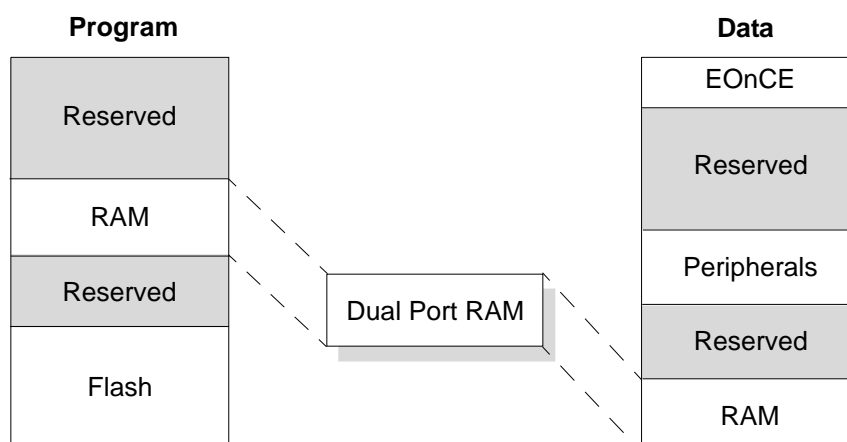 Program
Reserved
RAM
Reserved
Flash
Dual Port RAM
Data
EOnCE
Reserved
Peripherals
Reserved
RAM